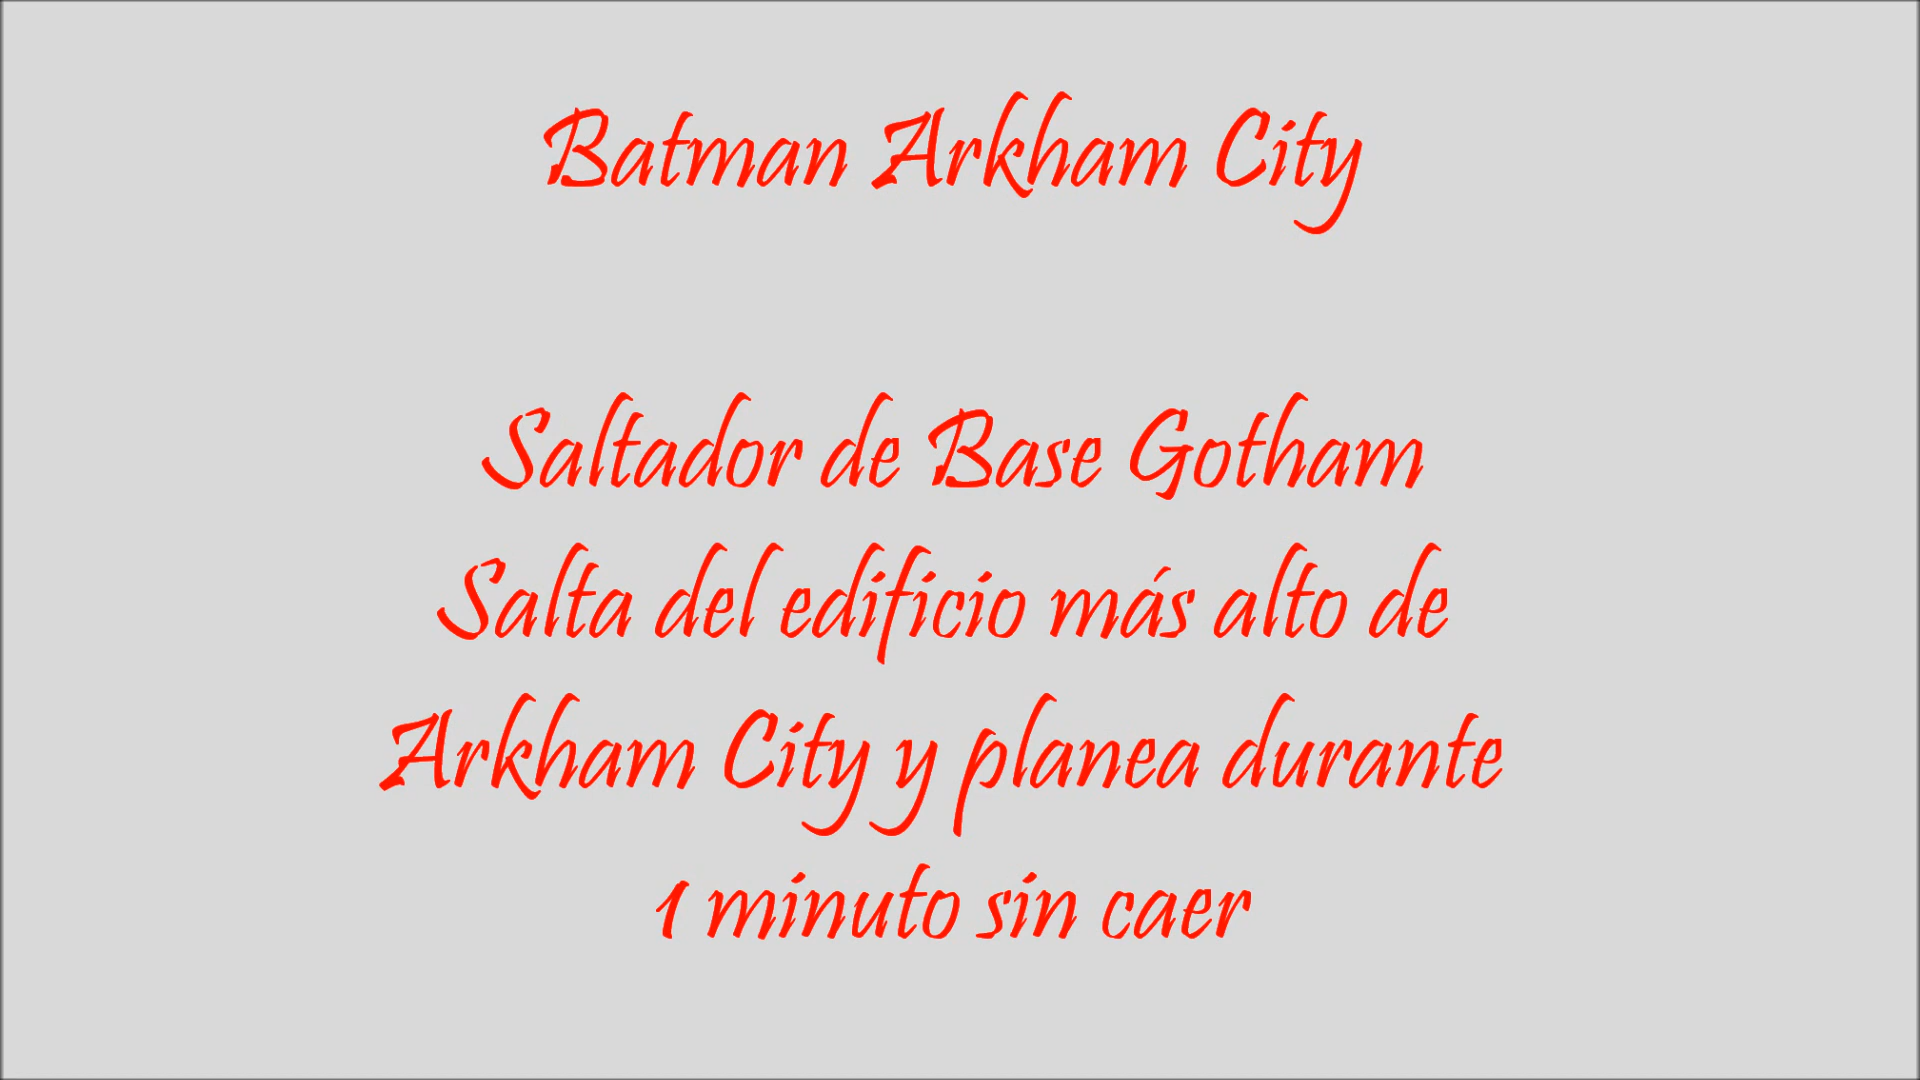 Batman Arkham City
Saltador de Base Gotham
Salta del edificio más alto de
Arkham City y planea durante
1 minuto sin caer